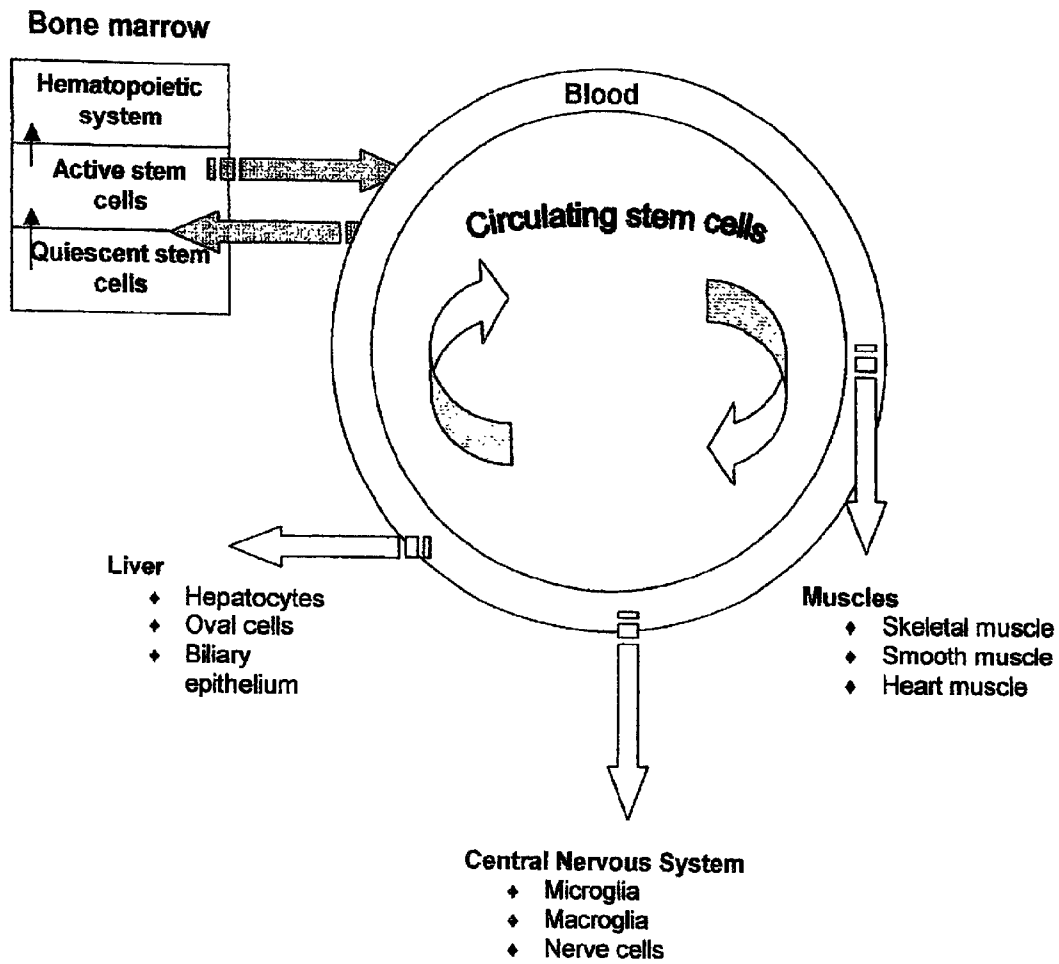 Bone marrow
Hematopoietic
system
Active stem
cells
Quiescent stem
cells
Blood
Circulating stem cells
Liver
♦ Hepatocytes
♦ Oval cells
♦ Biliary
epithelium
Muscles
♦ Skeletal muscle
♦ Smooth muscle
♦ Heart muscle
Central Nervous System
♦ Microglia
♦ Macroglia
♦ Nerve cells